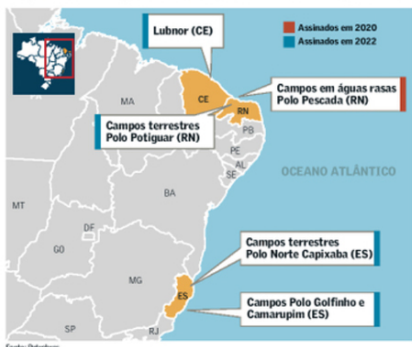 Lubnor (CE)
Assinados em 2020
Assinados em 2022
Campos em águas rasas
Polo Pescada (RN)
Campos terrestres
Polo Potiguar (RN)
MA
CE
RN
PB
PE
AL
SE
OCEANO ATLÂNTICO
BA
MT
DF
GO
Campos terrestres
Polo Norte Capixaba (ES)
MG
ES
Campos Polo Golfinho e
Camarupim (ES)
SP
RJ
Fonte: Petrobras